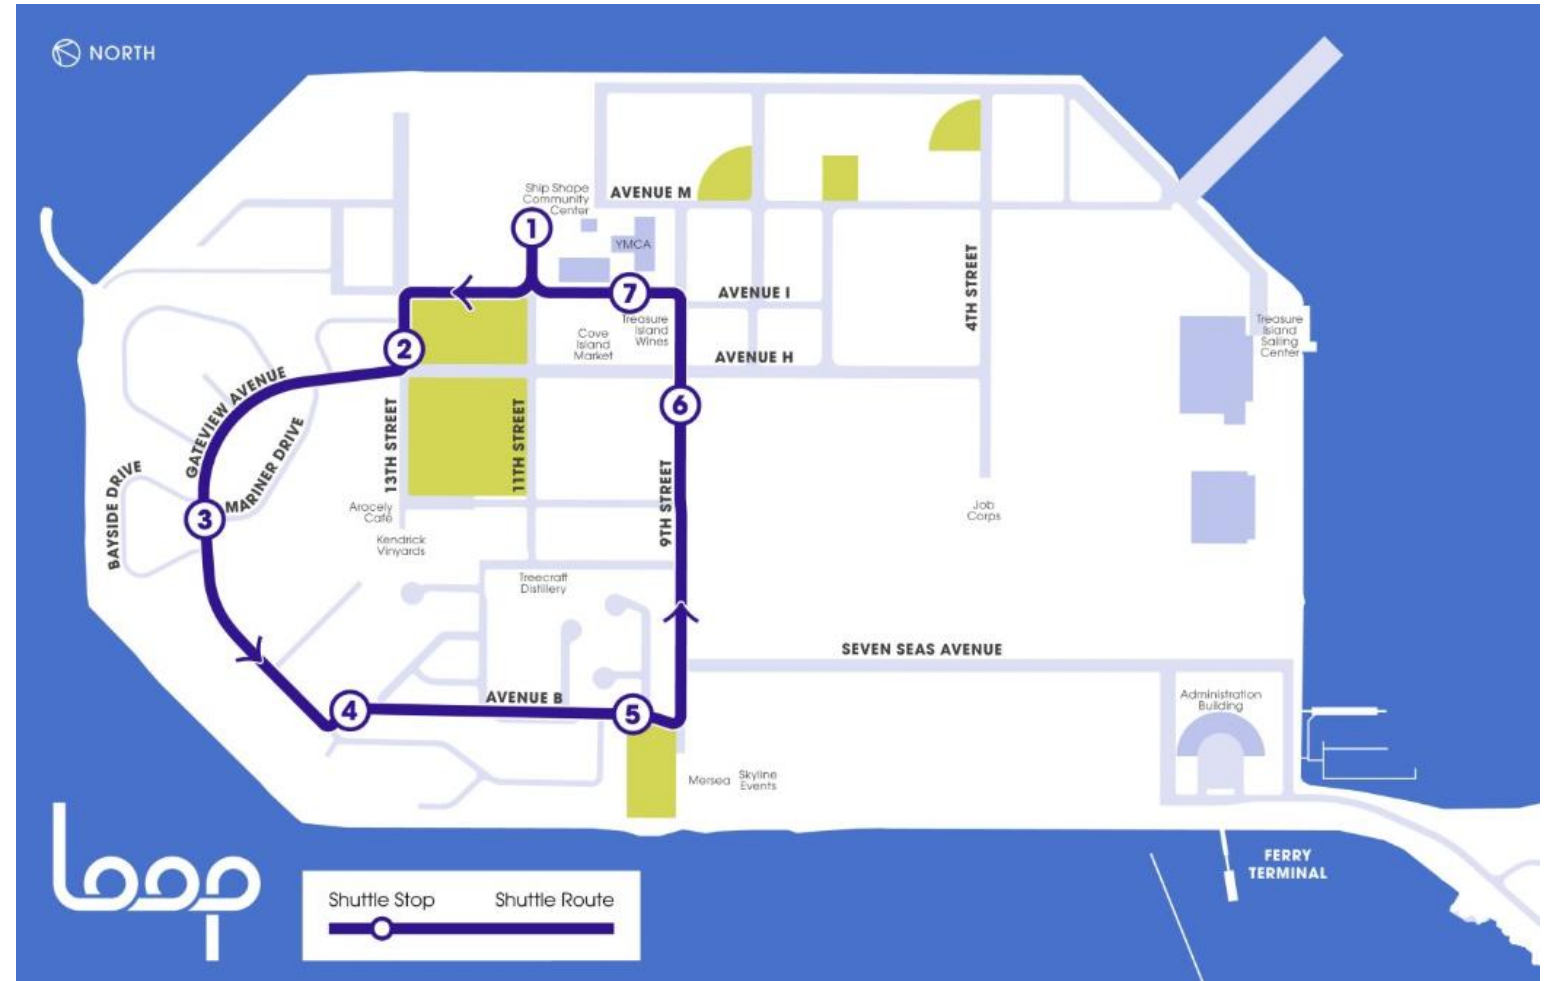 NORTH
Ship Shape
Community
Center
AVENUE M
1
YMCA
7
AVENUE I
4TH STREET
Treasure
Island
Wines
Cove
Island
Market
Treasure
Island
Sailing
Center
2
AVENUE H
GATEVIEW AVENUE
6
13TH STREET
11TH STREET
MARINER DRIVE
BAYSIDE DRIVE
9TH STREET
3
Aracely
Café
Job
Corps
Kendrick
Vinyards
Treecraft
Distillery
SEVEN SEAS AVENUE
Administration
Building
AVENUE B
4
5
Mersea
Skyline
Events
loop
FERRY
TERMINAL
Shuttle Stop
Shuttle Route